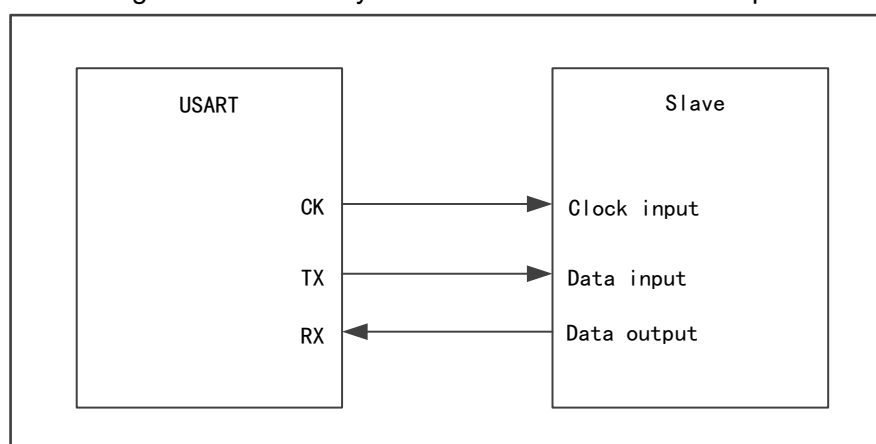 USART
Slave
CK
Clock input
TX
Data input
RX
Data output